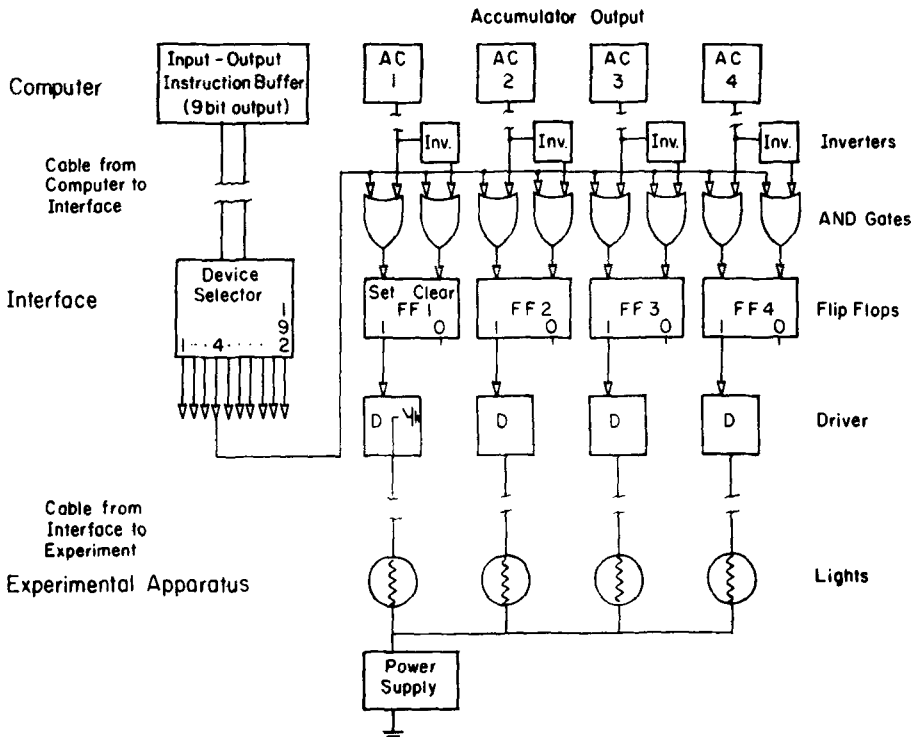 Accumulator Output
Computer
Input - Output
Instruction Buffer
(9 bit output)
AC
1
AC
2
AC
3
AC
4
Inv.
Inv.
Inv.
Inv.
Inverters
Cable from
Computer to
Interface
AND Gates
Interface
Device
Selector
1
9
1 ·· 4 ····· 2
Set Clear
FF 1
1 0
FF 2
1 0
FF 3
1 0
FF 4
1 0
Flip Flops
D
D
D
D
Driver
Cable from
Interface to
Experiment
Experimental Apparatus
Lights
Power
Supply